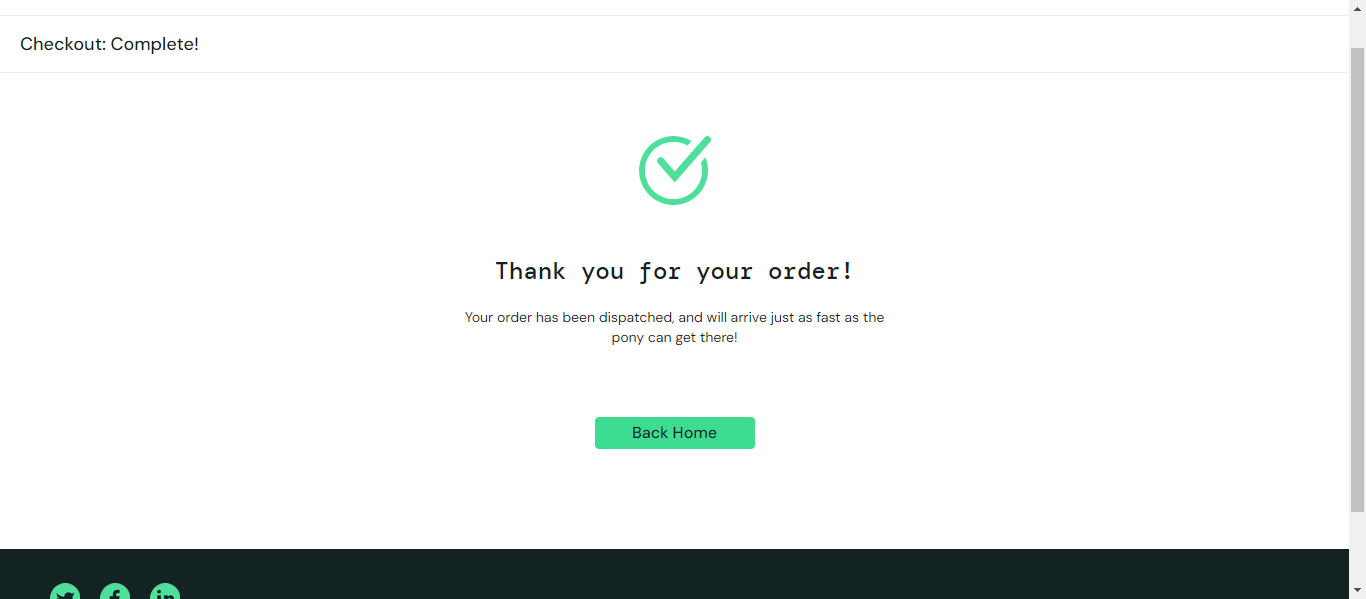 Checkout: Complete!
Thank you for your order!
Your order has been dispatched, and will arrive just as fast as the
pony can get there!
Back Home